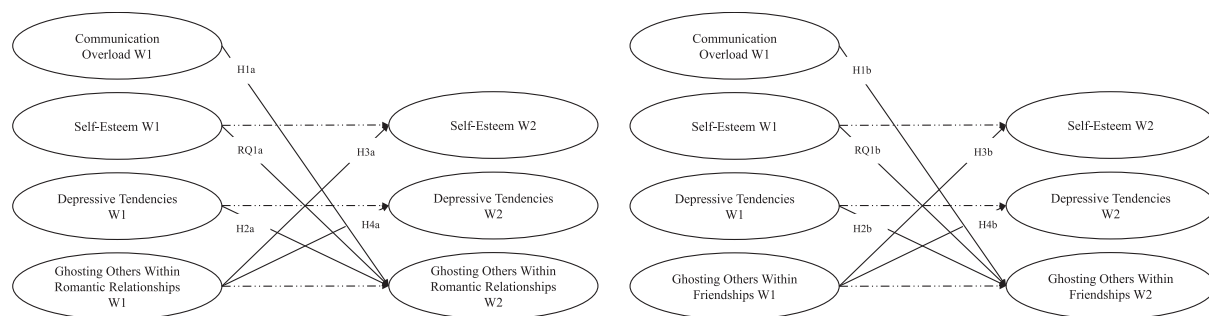 Communication
Overload W1
H1a
Self-Esteem W1
Self-Esteem W2
RQ1a
H3a
Depressive Tendencies
W1
Depressive Tendencies
W2
H2a
H4a
Ghosting Others Within
Romantic Relationships
W1
Ghosting Others Within
Romantic Relationships
W2
Communication
Overload W1
H1b
Self-Esteem W1
Self-Esteem W2
RQ1b
H3b
Depressive Tendencies
W1
Depressive Tendencies
W2
H2b
H4b
Ghosting Others Within
Friendships W1
Ghosting Others Within
Friendships W2